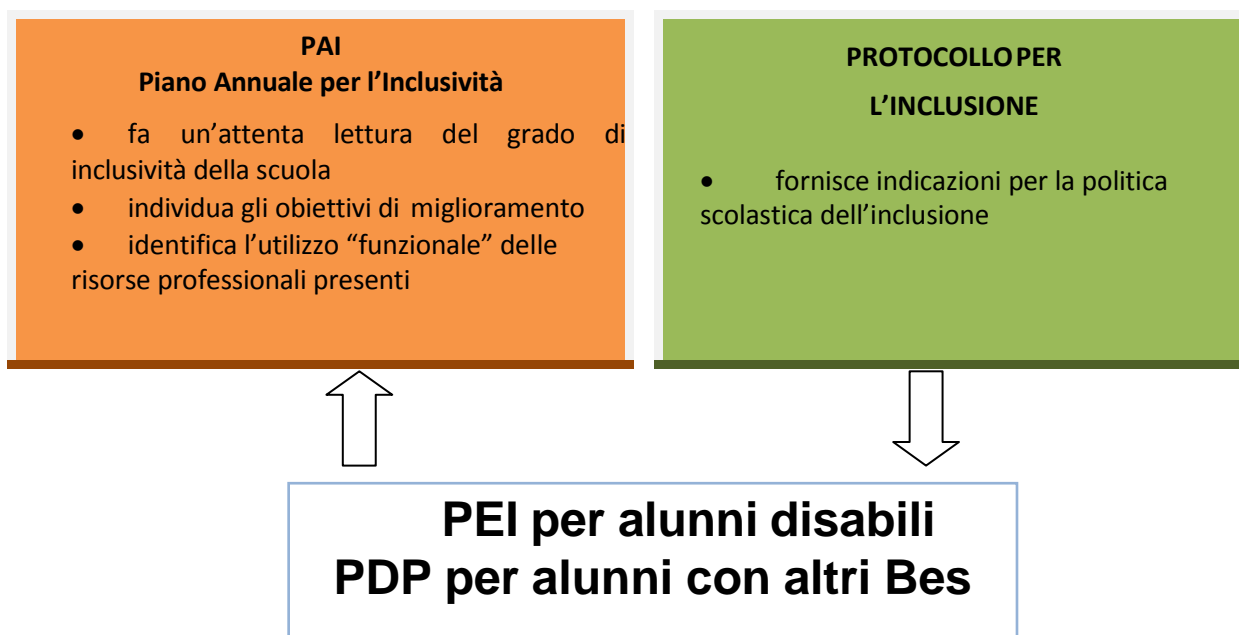 PAI
Piano Annuale per l’Inclusività
• fa un’attenta lettura del grado di
inclusività della scuola
• individua gli obiettivi di miglioramento
• identifica l’utilizzo “funzionale” delle
risorse professionali presenti
PROTOCOLLO PER
L’INCLUSIONE
• fornisce indicazioni per la politica
scolastica dell’inclusione
PEI per alunni disabili
PDP per alunni con altri Bes